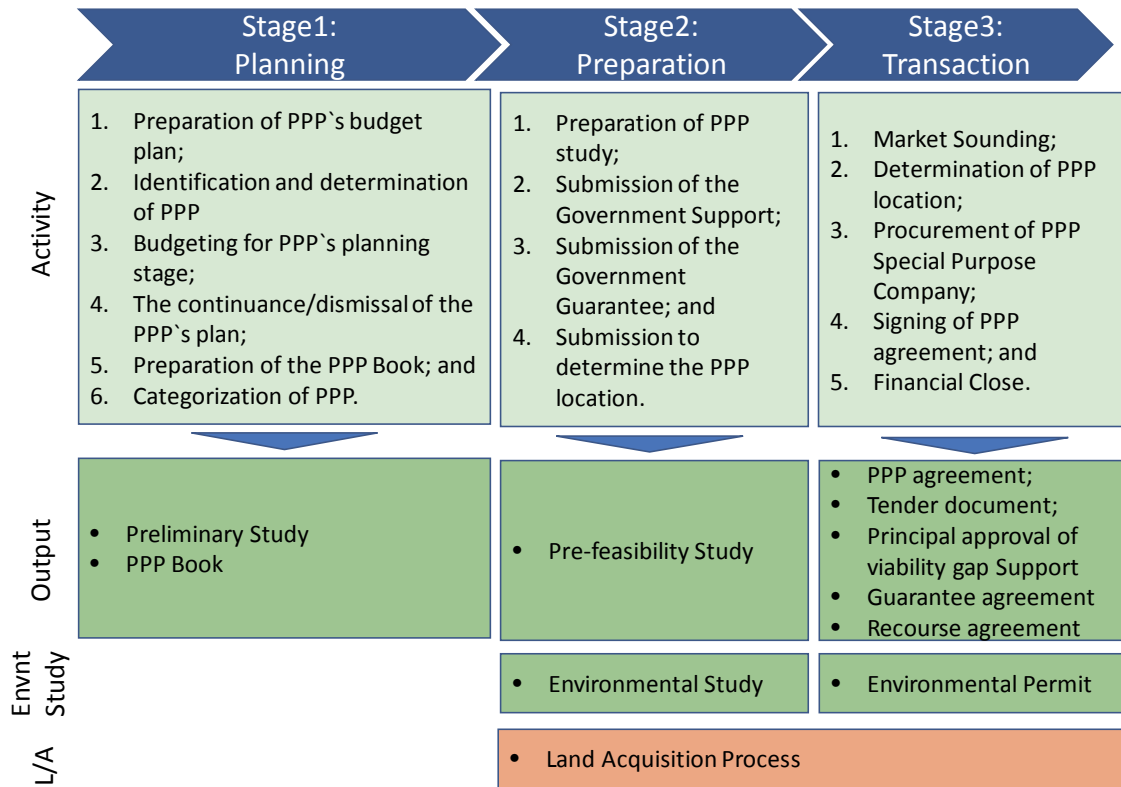 Stage1:
Planning
Stage2:
Preparation
Stage3:
Transaction
Activity
1. Preparation of PPP`s budget
plan;
2. Identification and determination
of PPP
3. Budgeting for PPP`s planning
stage;
4. The continuance/dismissal of the
PPP`s plan;
5. Preparation of the PPP Book; and
6. Categorization of PPP.
1. Preparation of PPP
study;
2. Submission of the
Government Support;
3. Submission of the
Government
Guarantee; and
4. Submission to
determine the PPP
location.
1. Market Sounding;
2. Determination of PPP
location;
3. Procurement of PPP
Special Purpose
Company;
4. Signing of PPP
agreement; and
5. Financial Close.
Output
• Preliminary Study
• PPP Book
• Pre-feasibility Study
• PPP agreement;
• Tender document;
• Principal approval of
viability gap Support
• Guarantee agreement
• Recourse agreement
Envnt
Study
• Environmental Study
• Environmental Permit
L/A
• Land Acquisition Process